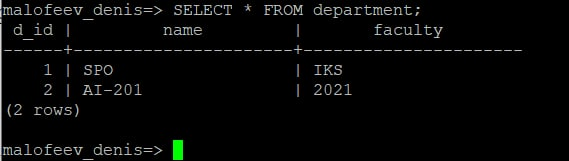 malofeev_denis=> SELECT * FROM department;
 d_id |         name         |       faculty
------+----------------------+----------------------
    1 | SPO                  | IKS
    2 | AI-201               | 2021
(2 rows)
malofeev_denis=>